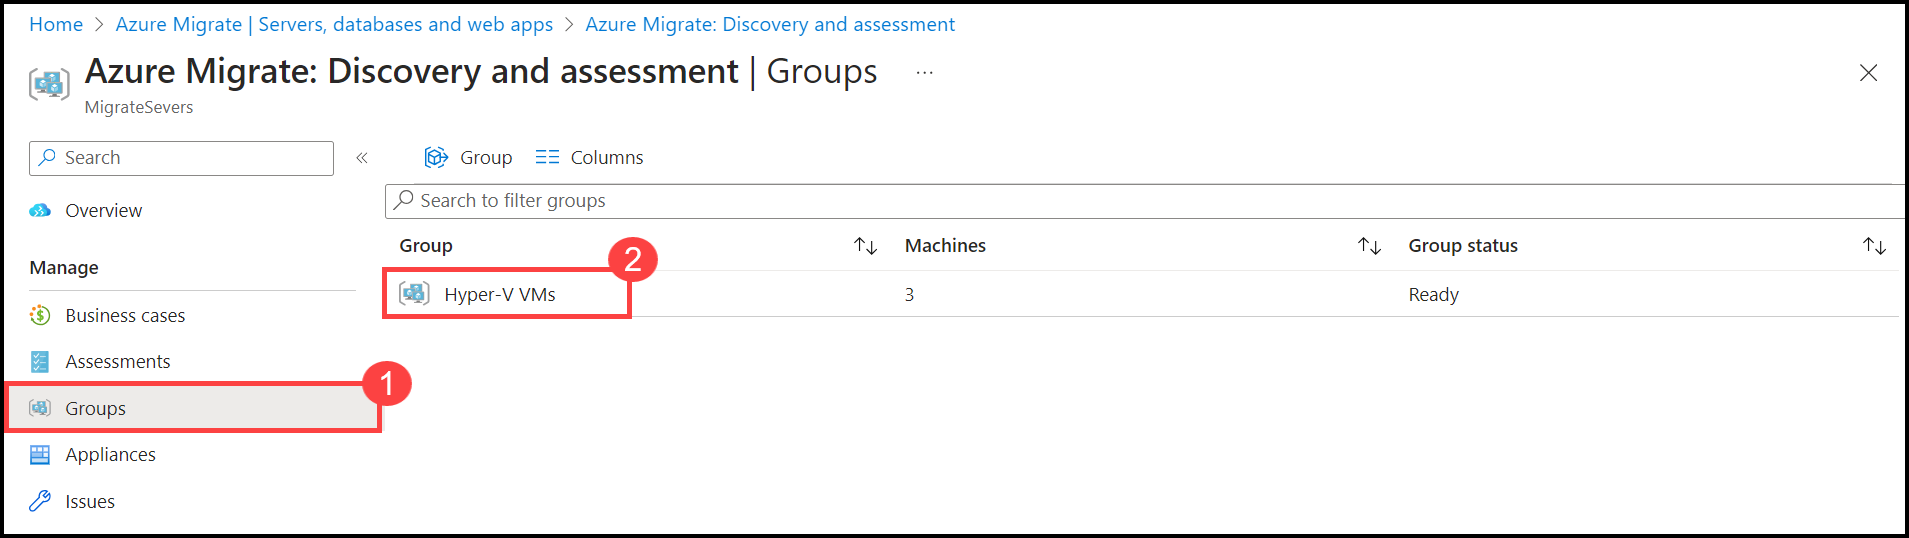 Home > Azure Migrate | Servers, databases and web apps > Azure Migrate: Discovery and assessment
Azure Migrate: Discovery and assessment | Groups ...
MigrateSevers
Search «
Group Columns
Search to filter groups
Overview
Group Machines Group status
2
Manage
Hyper-V VMs 3 Ready
Business cases
Assessments
1
Groups
Appliances
Issues